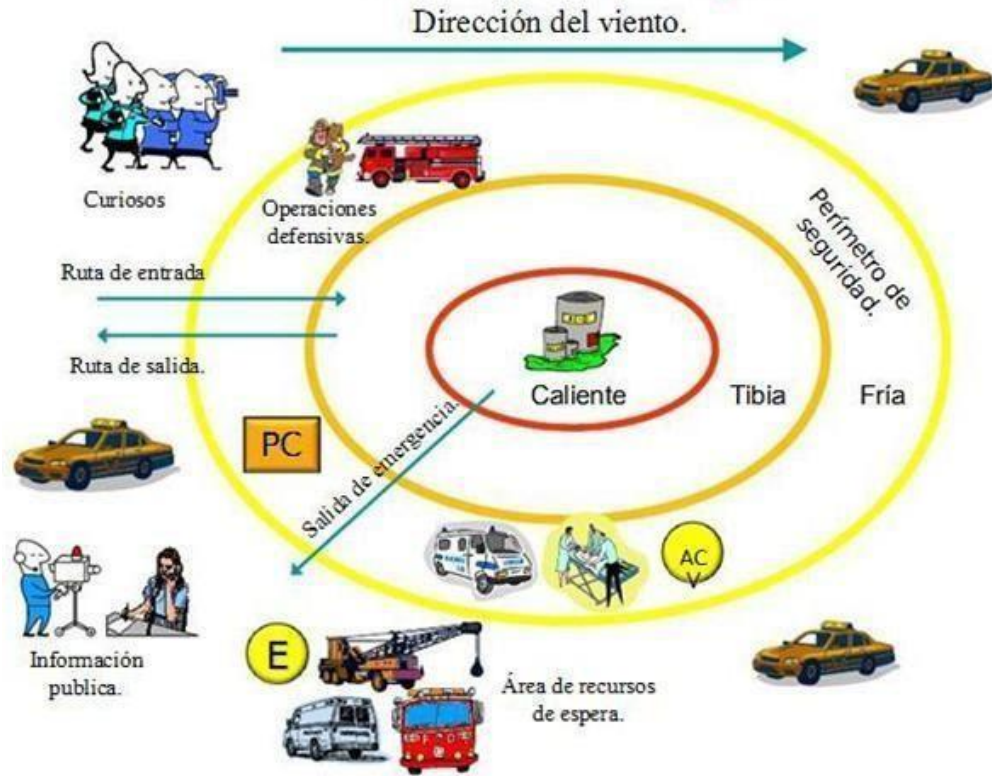 Dirección del viento.
Curiosos
Operaciones
defensivas.
Perímetro de
seguridad.
Ruta de entrada
Ruta de salida.
Caliente
Tibia
Fría
PC
Salida de emergencia.
AC
V
Información
publica.
E
Área de recursos
de espera.